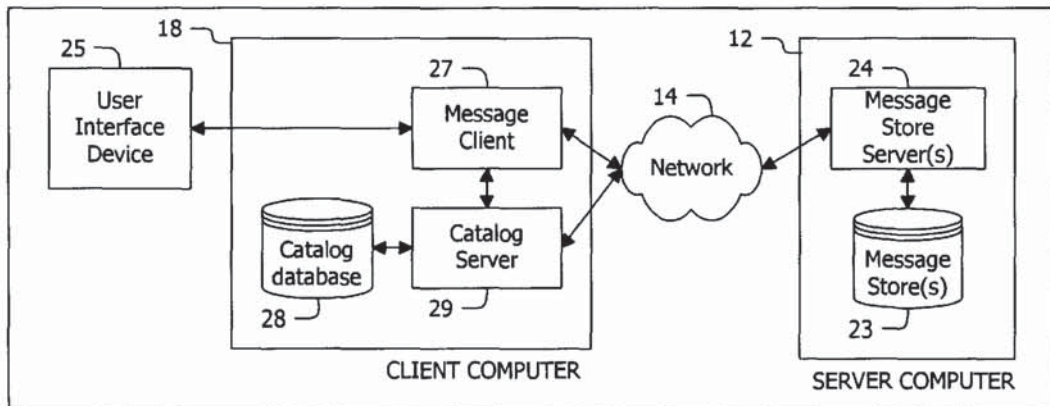 25
User
Interface
Device
18
27
Message
Client
Catalog
database
28
Catalog
Server
29
CLIENT COMPUTER
14
Network
12
24
Message
Store
Server(s)
Message
Store(s)
23
SERVER COMPUTER